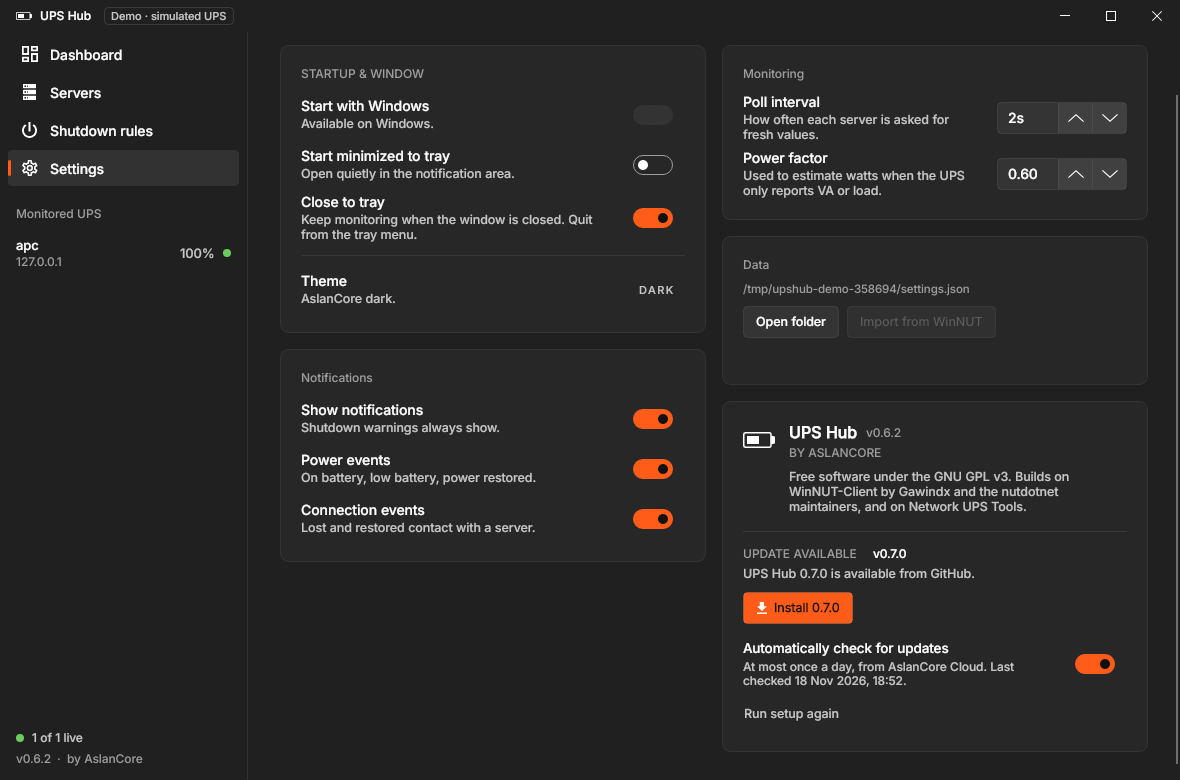 UPS Hub
Demo · simulated UPS
Dashboard
Servers
Shutdown rules
Settings
Monitored UPS
apc
127.0.0.1
100%
1 of 1 live
v0.6.2 · by AslanCore
STARTUP & WINDOW
Start with Windows
Available on Windows.
Start minimized to tray
Open quietly in the notification area.
Close to tray
Keep monitoring when the window is closed. Quit
from the tray menu.
Theme
AslanCore dark.
DARK
Notifications
Show notifications
Shutdown warnings always show.
Power events
On battery, low battery, power restored.
Connection events
Lost and restored contact with a server.
Monitoring
Poll interval
How often each server is asked for
fresh values.
2s
Power factor
Used to estimate watts when the UPS
only reports VA or load.
0.60
Data
/tmp/upshub-demo-358694/settings.json
Open folder
Import from WinNUT
UPS Hub v0.6.2
BY ASLANCORE
Free software under the GNU GPL v3. Builds on
WinNUT-Client by Gawindx and the nutdotnet
maintainers, and on Network UPS Tools.
UPDATE AVAILABLE v0.7.0
UPS Hub 0.7.0 is available from GitHub.
Install 0.7.0
Automatically check for updates
At most once a day, from AslanCore Cloud. Last
checked 18 Nov 2026, 18:52.
Run setup again